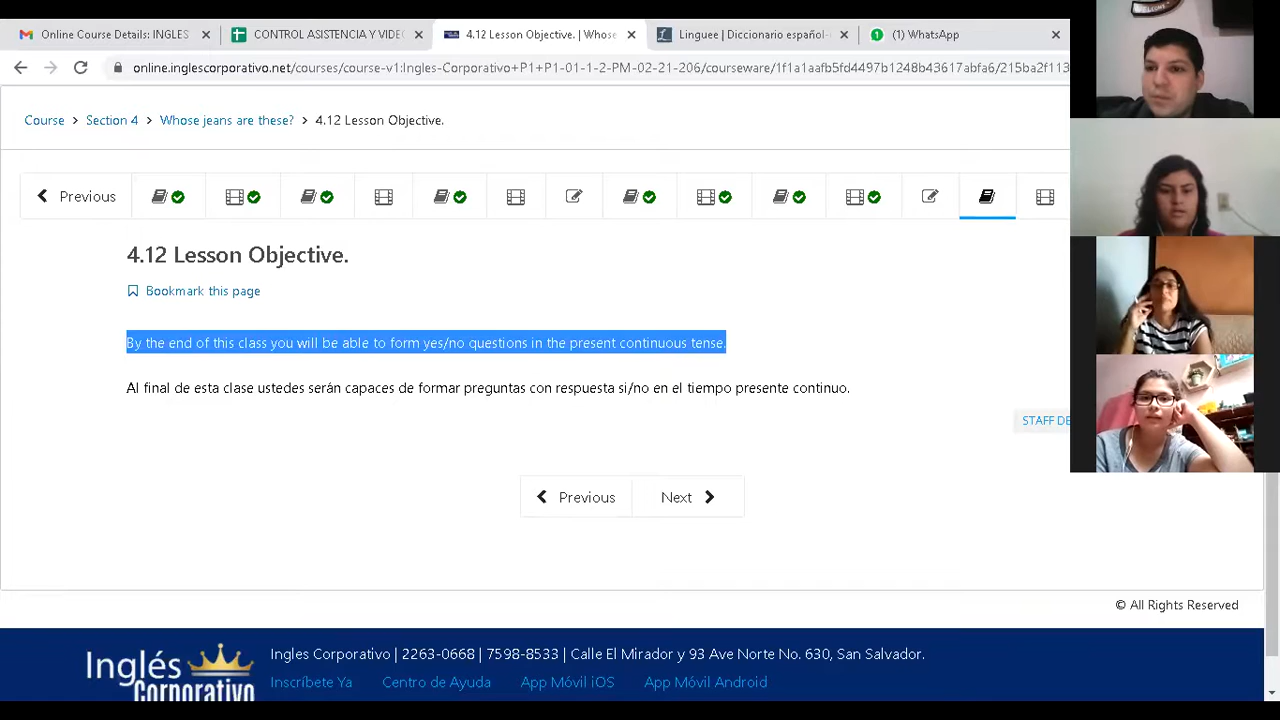 Online Course Details: INGLES
CONTROL ASISTENCIA Y VIDEO
4.12 Lesson Objective. | Whose
Linguee | Diccionario español-
(1) WhatsApp
online.inglescorporativo.net/courses/course-v1:Ingles-Corporativo+P1+P1-01-1-2-PM-02-21-206/courseware/1f1a1aafb5fd4497b1248b43617abfa6/215ba2f113
Course > Section 4 > Whose jeans are these? > 4.12 Lesson Objective.
Previous
4.12 Lesson Objective.
Bookmark this page
By the end of this class you will be able to form yes/no questions in the present continuous tense.
Al final de esta clase ustedes serán capaces de formar preguntas con respuesta si/no en el tiempo presente continuo.
STAFF DE
Previous Next
© All Rights Reserved
Inglés Corporativo
Ingles Corporativo | 2263-0668 | 7598-8533 | Calle El Mirador y 93 Ave Norte No. 630, San Salvador.
Inscríbete Ya Centro de Ayuda App Móvil iOS App Móvil Android